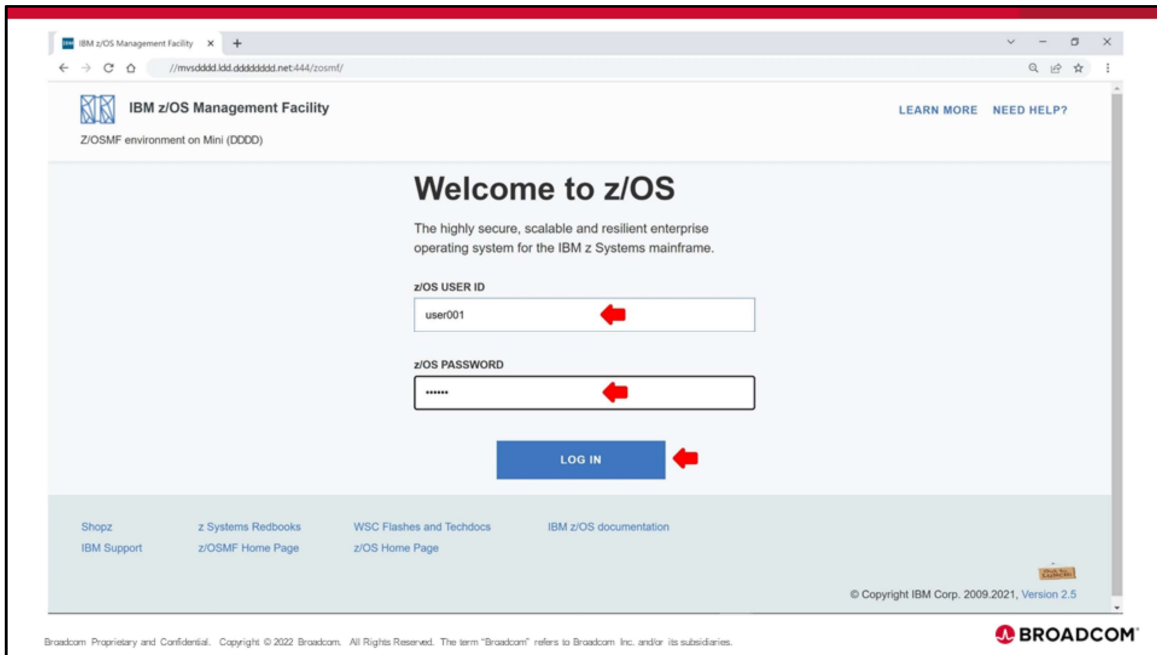 IBM z/OS Management Facility
//mvsdddd.ldd.dddddddd.net:444/zosmf/
IBM z/OS Management Facility
LEARN MORE NEED HELP?
Z/OSMF environment on Mini (DDDD)
Welcome to z/OS
The highly secure, scalable and resilient enterprise
operating system for the IBM z Systems mainframe.
z/OS USER ID
user001
z/OS PASSWORD
••••••
LOG IN
Shopz z Systems Redbooks WSC Flashes and Techdocs IBM z/OS documentation
IBM Support z/OSMF Home Page z/OS Home Page
© Copyright IBM Corp. 2009.2021, Version 2.5
Broadcom Proprietary and Confidential. Copyright © 2022 Broadcom. All Rights Reserved. The term "Broadcom" refers to Broadcom Inc. and/or its subsidiaries.
BROADCOM